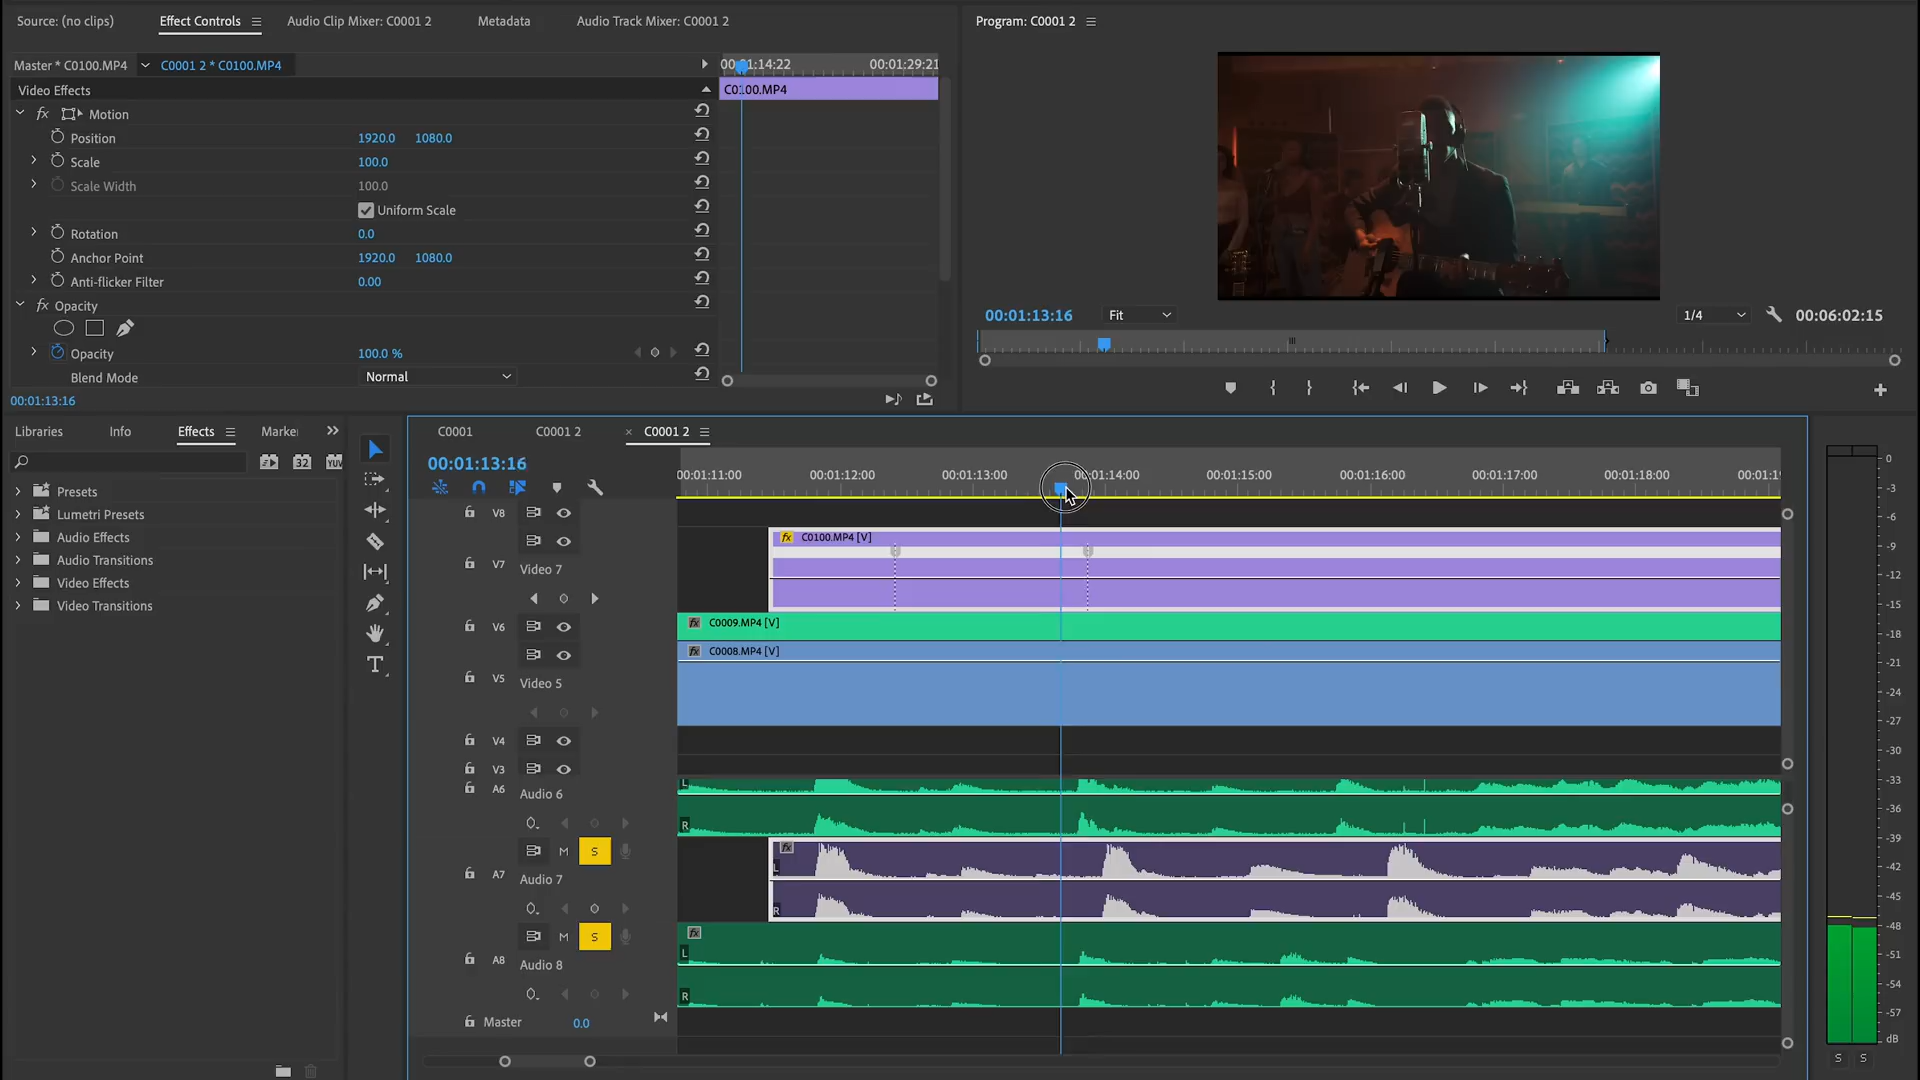 Source: (no clips) Effect Controls Audio Clip Mixer: C0001 2 Metadata Audio Track Mixer: C0001 2
Program: C0001 2
Master * C0100.MP4 C0001 2 * C0100.MP4
1:14:22 00:01:29:21
Video Effects
C0100.MP4
fx Motion
Position 1920.0 1080.0
Scale 100.0
Scale Width 100.0
Uniform Scale
Rotation 0.0
Anchor Point 1920.0 1080.0
Anti-flicker Filter 0.00
fx Opacity
Opacity 100.0 %
Blend Mode Normal
00:01:13:16
00:01:13:16 Fit 1/4 00:06:02:15
Libraries Info Effects Marke
32 YUV
Presets
Lumetri Presets
Audio Effects
Audio Transitions
Video Effects
Video Transitions
C0001 C0001 2 × C0001 2
00:01:13:16
00:01:11:00 00:01:12:00 00:01:13:00 00:01:14:00 00:01:15:00 00:01:16:00 00:01:17:00 00:01:18:00 00:01:1
V8
fx C0100.MP4 [V]
V7 Video 7
V6 fx C0009.MP4 [V]
fx C0008.MP4 [V]
V5 Video 5
V4
V3
A6 Audio 6
L
R
M S
fx
L
A7 Audio 7
R
M S
fx
L
A8 Audio 8
R
Master 0.0
0
-3
-6
-9
-12
-15
-18
-21
-24
-27
-30
-33
-36
-39
-42
-45
-48
-51
-54
-57
dB
S S